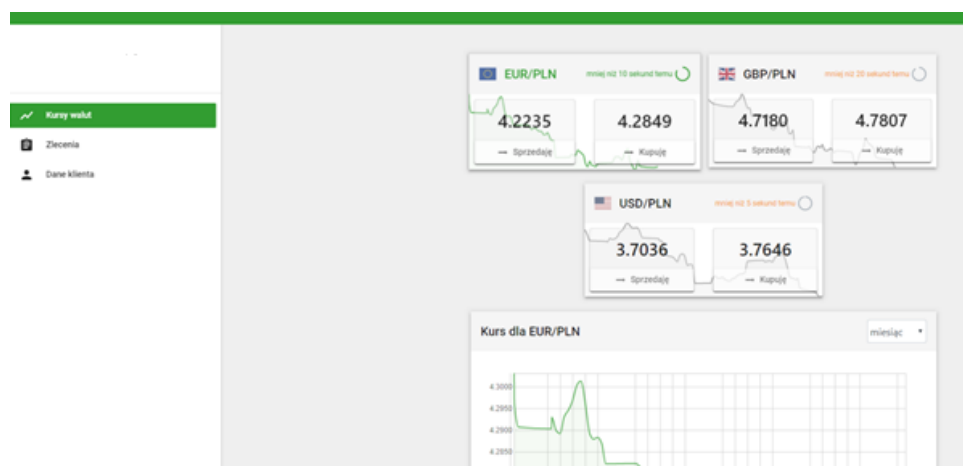 Kursy walut
Zlecenia
Dane klienta
EUR/PLN mniej niż 10 sekund temu
4.2235 4.2849
→ Sprzedaję → Kupuję
GBP/PLN mniej niż 20 sekund temu
4.7180 4.7807
→ Sprzedaję → Kupuję
USD/PLN mniej niż 5 sekund temu
3.7036 3.7646
→ Sprzedaję → Kupuję
Kurs dla EUR/PLN miesiąc
4.3000
4.2950
4.2900
4.2850